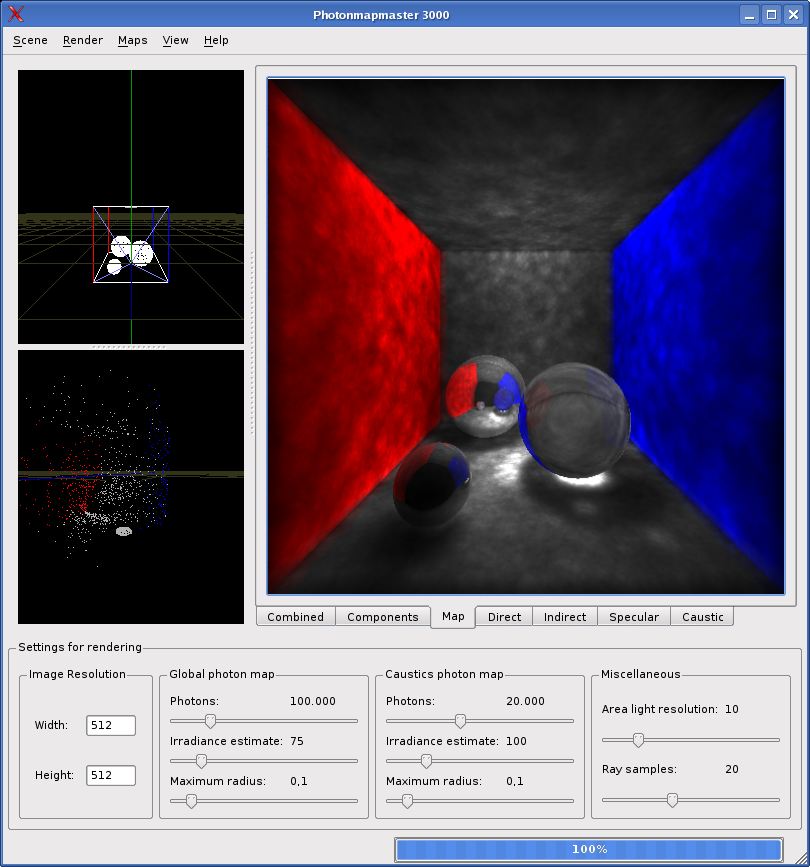 Photonmapmaster 3000
Scene Render Maps View Help
Combined Components Map Direct Indirect Specular Caustic
Settings for rendering
Image Resolution
Width: 512
Height: 512
Global photon map
Photons: 100.000
Irradiance estimate: 75
Maximum radius: 0,1
Caustics photon map
Photons: 20.000
Irradiance estimate: 100
Maximum radius: 0,1
Miscellaneous
Area light resolution: 10
Ray samples: 20
100%